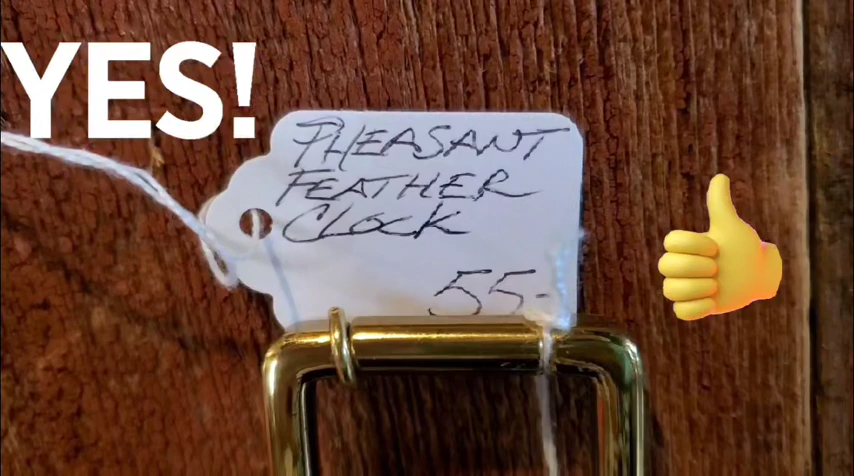 YES!
PHEASANT
FEATHER
CLOCK
55-